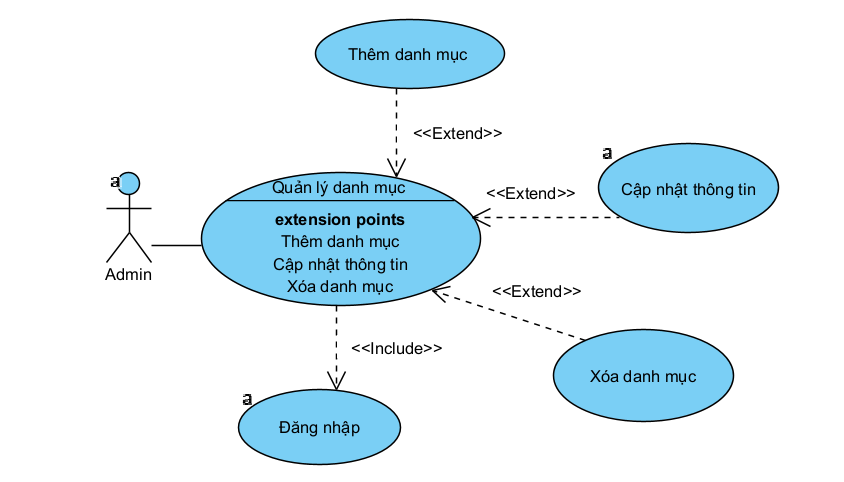 Thêm danh mục
<<Extend>>
a
Cập nhật thông tin
<<Extend>>
a
Admin
Quản lý danh mục
extension points
Thêm danh mục
Cập nhật thông tin
Xóa danh mục
<<Extend>>
Xóa danh mục
<<Include>>
a
Đăng nhập